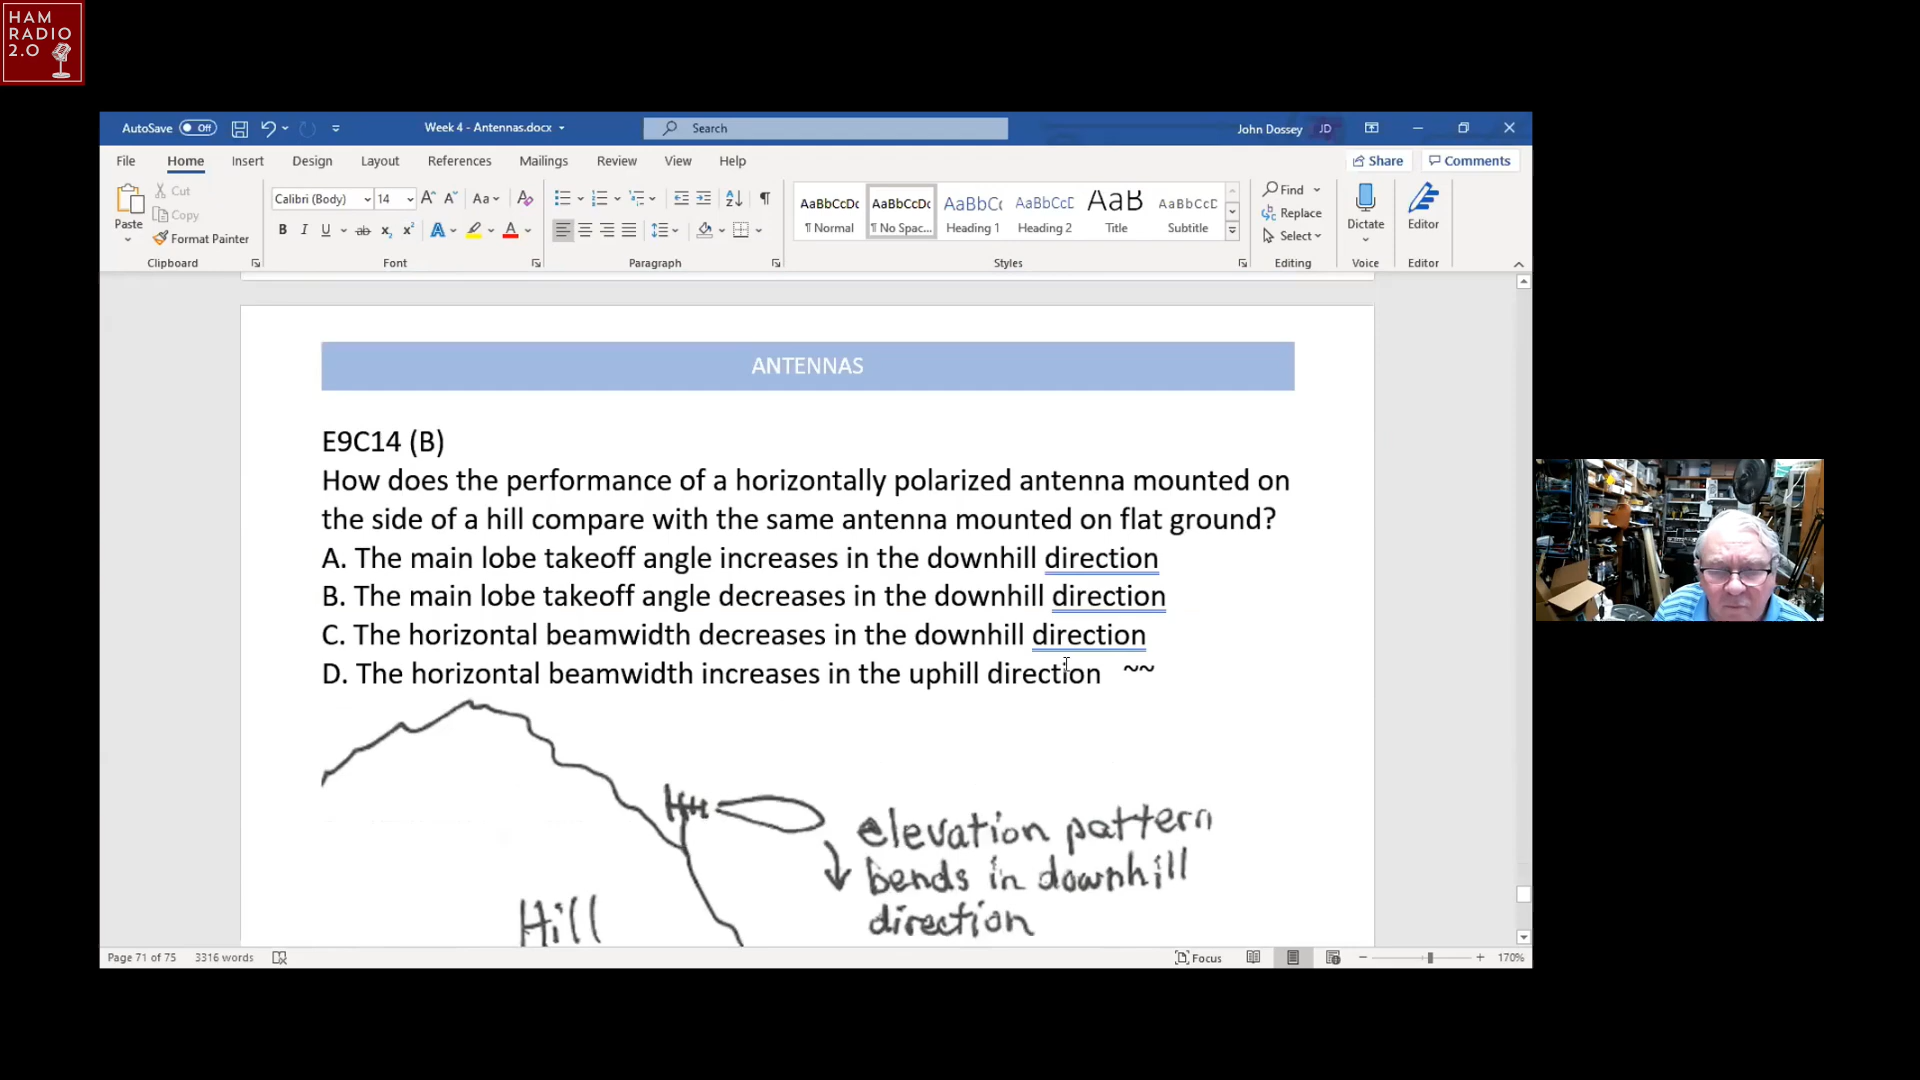 HAM
RADIO
2.0
AutoSave Off
Week 4 - Antennas.docx
Search
John Dossey JD
File Home Insert Design Layout References Mailings Review View Help
Share Comments
Paste
Cut
Copy
Format Painter
Clipboard
Calibri (Body) 14
Font
Paragraph
AaBbCcDc ¶ Normal
AaBbCcDc ¶ No Spac...
AaBbCc Heading 1
AaBbCcD Heading 2
AaB Title
AaBbCcD Subtitle
Styles
Find
Replace
Select
Editing
Dictate
Voice
Editor
Editor
ANTENNAS
E9C14 (B)
How does the performance of a horizontally polarized antenna mounted on
the side of a hill compare with the same antenna mounted on flat ground?
A. The main lobe takeoff angle increases in the downhill direction
B. The main lobe takeoff angle decreases in the downhill direction
C. The horizontal beamwidth decreases in the downhill direction
D. The horizontal beamwidth increases in the uphill direction ~~
elevation pattern
bends in downhill
direction
Hill
Page 71 of 75 3316 words
Focus
170%